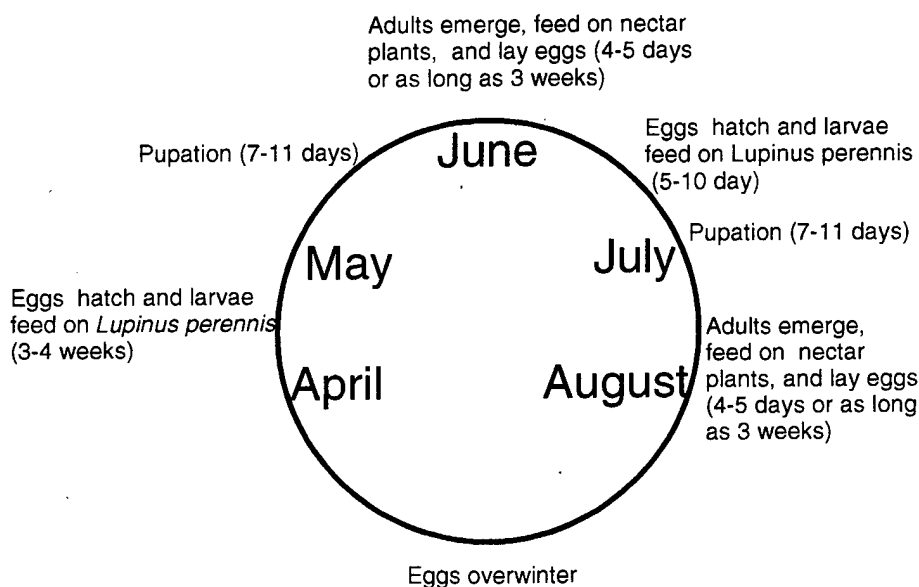 Adults emerge, feed on nectar
plants, and lay eggs (4-5 days
or as long as 3 weeks)
Pupation (7-11 days)
June
Eggs hatch and larvae
feed on Lupinus perennis
(5-10 day)
Pupation (7-11 days)
May
July
Eggs hatch and larvae
feed on Lupinus perennis
(3-4 weeks)
April
August
Adults emerge,
feed on nectar
plants, and lay eggs
(4-5 days or as long
as 3 weeks)
Eggs overwinter